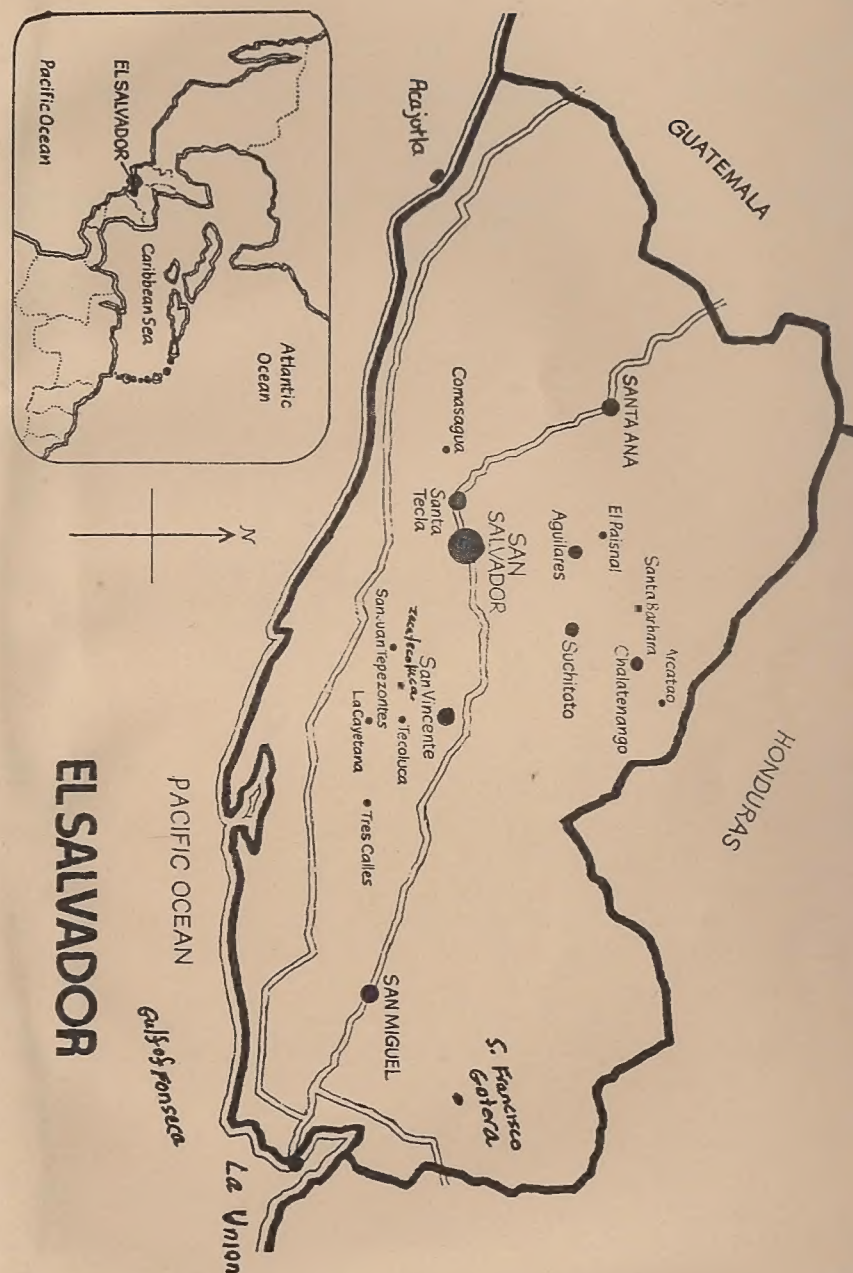 Pacific Ocean
EL SALVADOR
Caribbean Sea
Atlantic
Ocean
N
GUATEMALA
HONDURAS
Acajutla
SANTA ANA
Comasagua
Santa
Tecla
SAN
SALVADOR
Aguilares
El Paisnal
Santa Barbara
Arcatao
Chalatenango
Suchitoto
San Vincente
Zacatecoluca
San Juan Tepezontes
Tecoluca
La Cayetana
Tres Calles
SAN MIGUEL
S. Francisco
Gotera
La Union
Gulf of Fonseca
PACIFIC OCEAN
EL SALVADOR